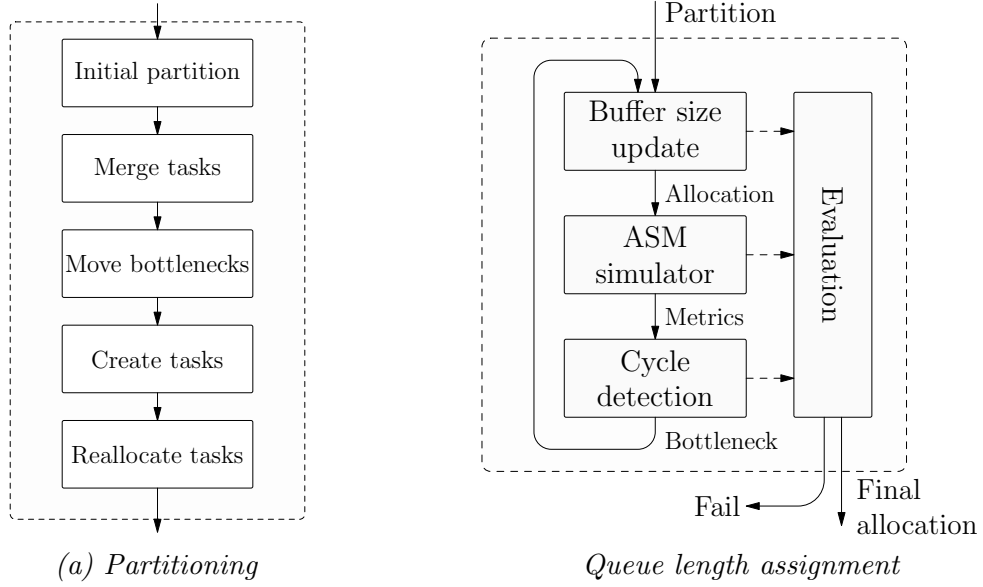 Initial partition
Merge tasks
Move bottlenecks
Create tasks
Reallocate tasks
(a) Partitioning
Partition
Buffer size
update
Allocation
ASM
simulator
Metrics
Cycle
detection
Bottleneck
Evaluation
Fail
Final
allocation
Queue length assignment